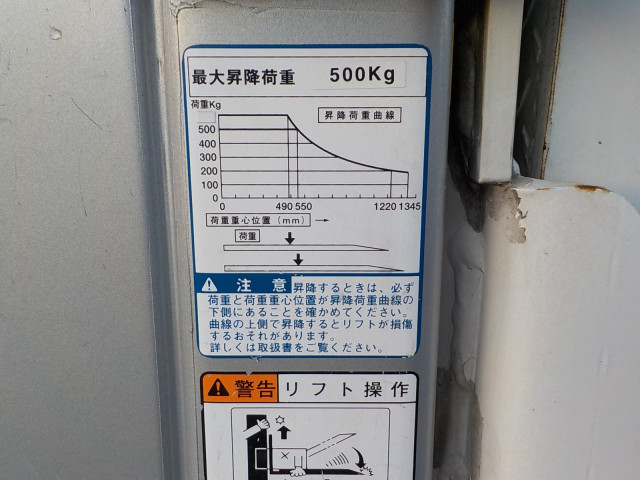 最大昇降荷重 500Kg
荷重Kg
昇降荷重曲線
500
400
300
200
100
0
0 490 550 1220 1345
荷重重心位置(mm) →
荷重
注意 昇降するときは、必ず
荷重と荷重重心位置が昇降荷重曲線の
下側にあることを確かめてください。
曲線の上側で昇降するとリフトが損傷
するおそれがあります。
詳しくは取扱書をご覧ください。
警告 リフト操作